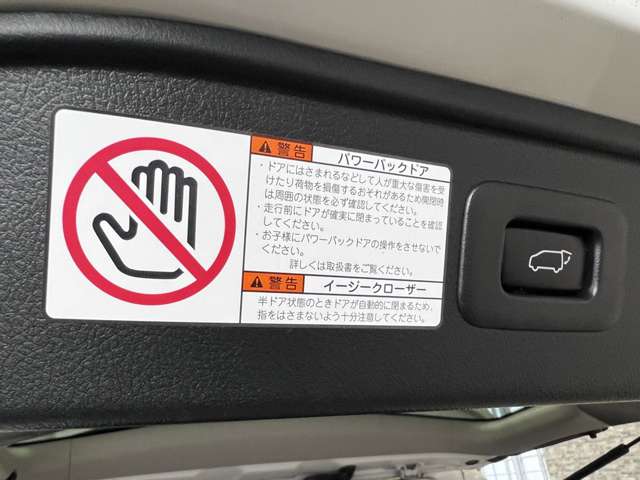 警告 パワーバックドア
・ドアにはさまれるなどして人が重大な傷害を受
けたり荷物を損傷するおそれがあるため開閉時
は周囲の状態を必ず確認してください。
・走行前にドアが確実に閉まっていることを確認
してください。
・お子様にパワーバックドアの操作をさせないで
ください。
詳しくは取扱書をご覧ください。
警告 イージークローザー
半ドア状態のときドアが自動的に閉まるため、
指をはさまないよう十分注意してください。